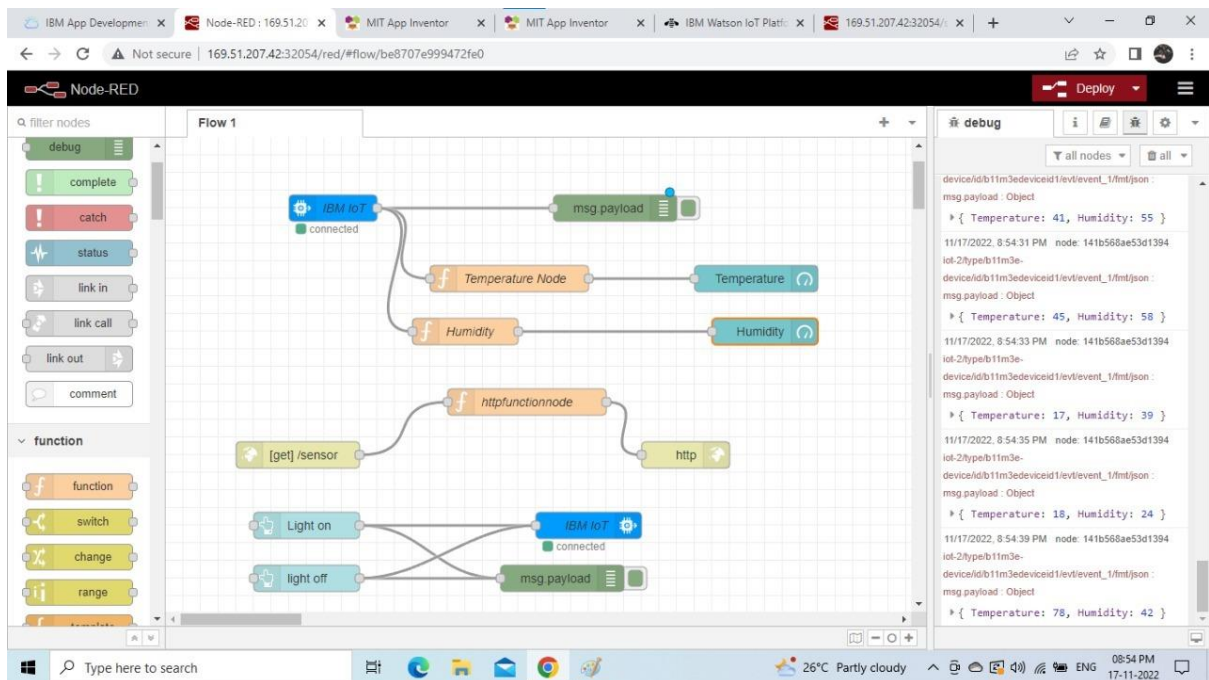 IBM App Developmen
Node-RED : 169.51.20
MIT App Inventor
MIT App Inventor
IBM Watson IoT Platfo
169.51.207.42:32054/
Not secure | 169.51.207.42:32054/red/#flow/be8707e999472fe0
Node-RED
Deploy
filter nodes
Flow 1
debug
i
all nodes
all
debug
complete
catch
status
link in
link call
link out
comment
function
function
switch
change
range
template
IBM IoT
connected
msg.payload
Temperature Node
Temperature
Humidity
Humidity
httpfunctionnode
[get] /sensor
http
Light on
IBM IoT
connected
light off
msg.payload
device/id/b11m3edeviceid1/evt/event_1/fmt/json :
msg.payload : Object
{ Temperature: 41, Humidity: 55 }
11/17/2022, 8:54:31 PM node: 141b568ae53d1394
iot-2/type/b11m3e-
device/id/b11m3edeviceid1/evt/event_1/fmt/json :
msg.payload : Object
{ Temperature: 45, Humidity: 58 }
11/17/2022, 8:54:33 PM node: 141b568ae53d1394
iot-2/type/b11m3e-
device/id/b11m3edeviceid1/evt/event_1/fmt/json :
msg.payload : Object
{ Temperature: 17, Humidity: 39 }
11/17/2022, 8:54:35 PM node: 141b568ae53d1394
iot-2/type/b11m3e-
device/id/b11m3edeviceid1/evt/event_1/fmt/json :
msg.payload : Object
{ Temperature: 18, Humidity: 24 }
11/17/2022, 8:54:39 PM node: 141b568ae53d1394
iot-2/type/b11m3e-
device/id/b11m3edeviceid1/evt/event_1/fmt/json :
msg.payload : Object
{ Temperature: 78, Humidity: 42 }
Type here to search
26°C Partly cloudy
ENG
08:54 PM
17-11-2022